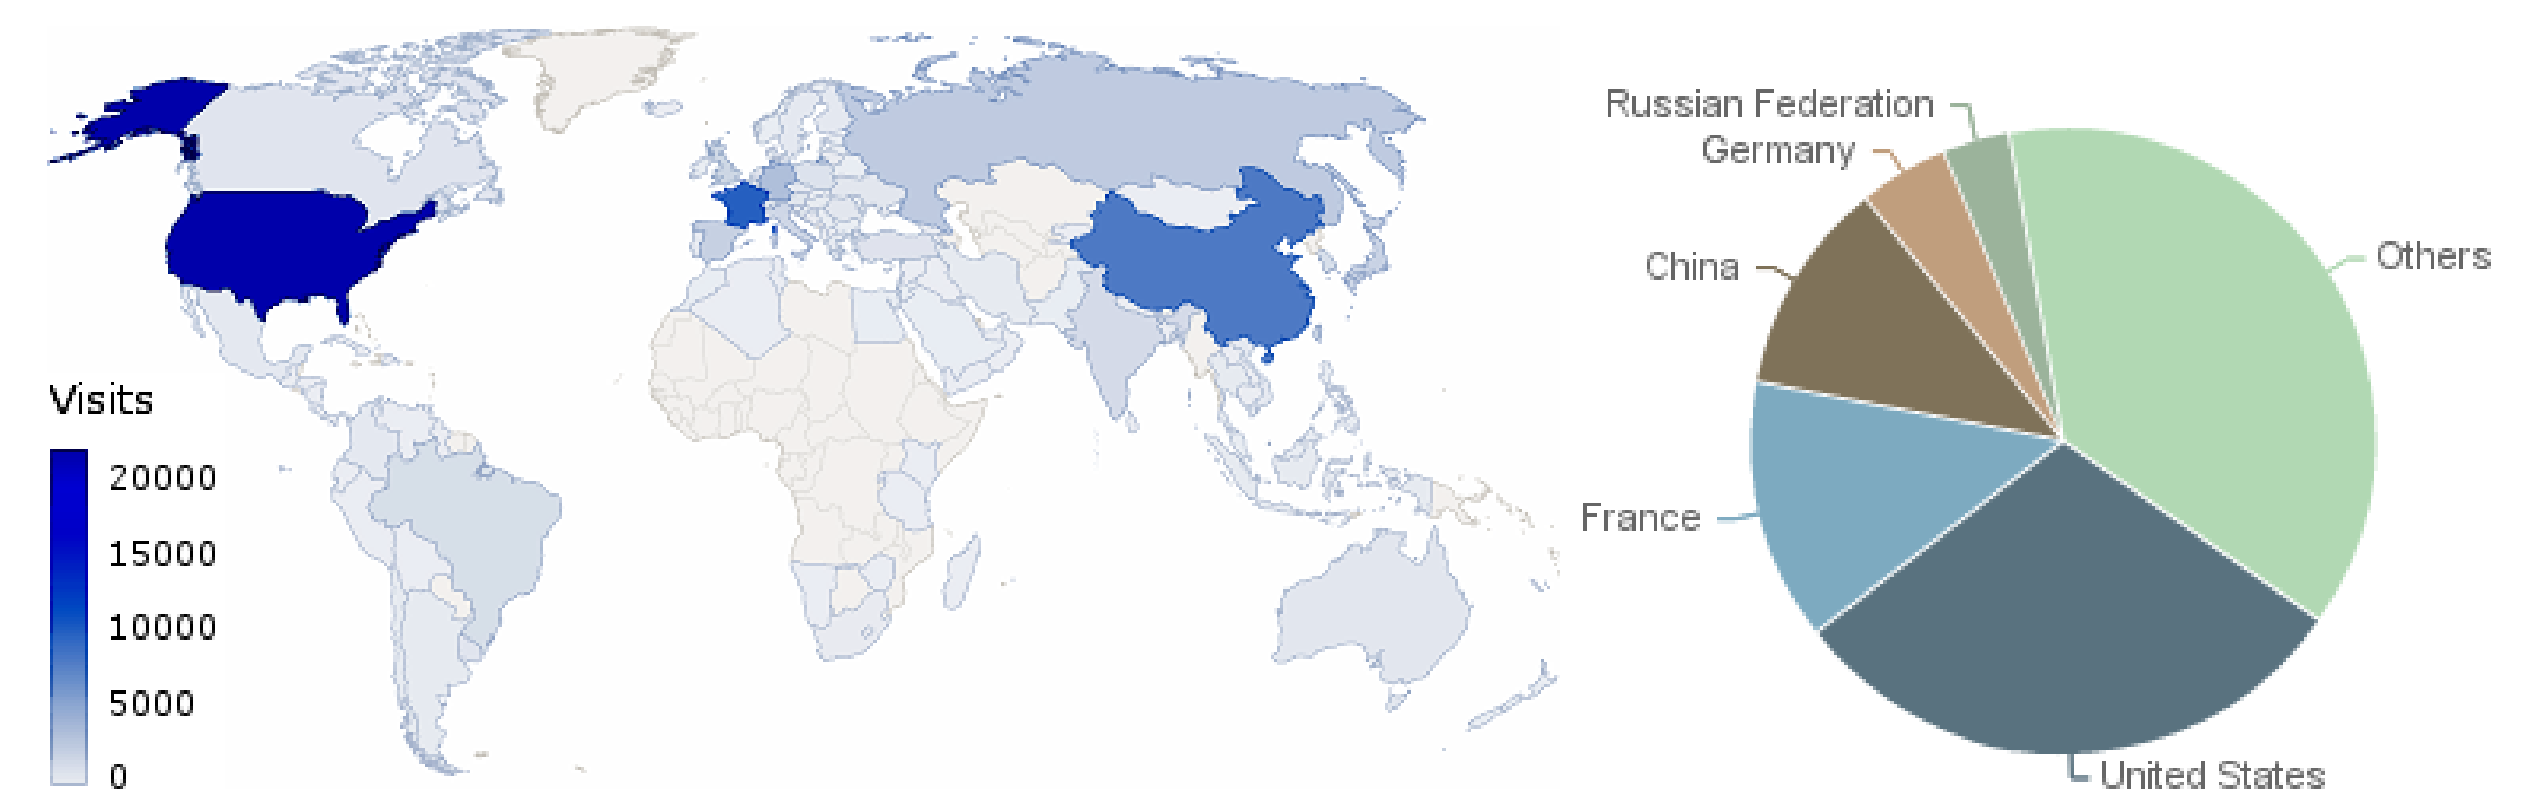 Visits
20000
15000
10000
5000
0
Russian Federation
Germany
China
France
Others
United States